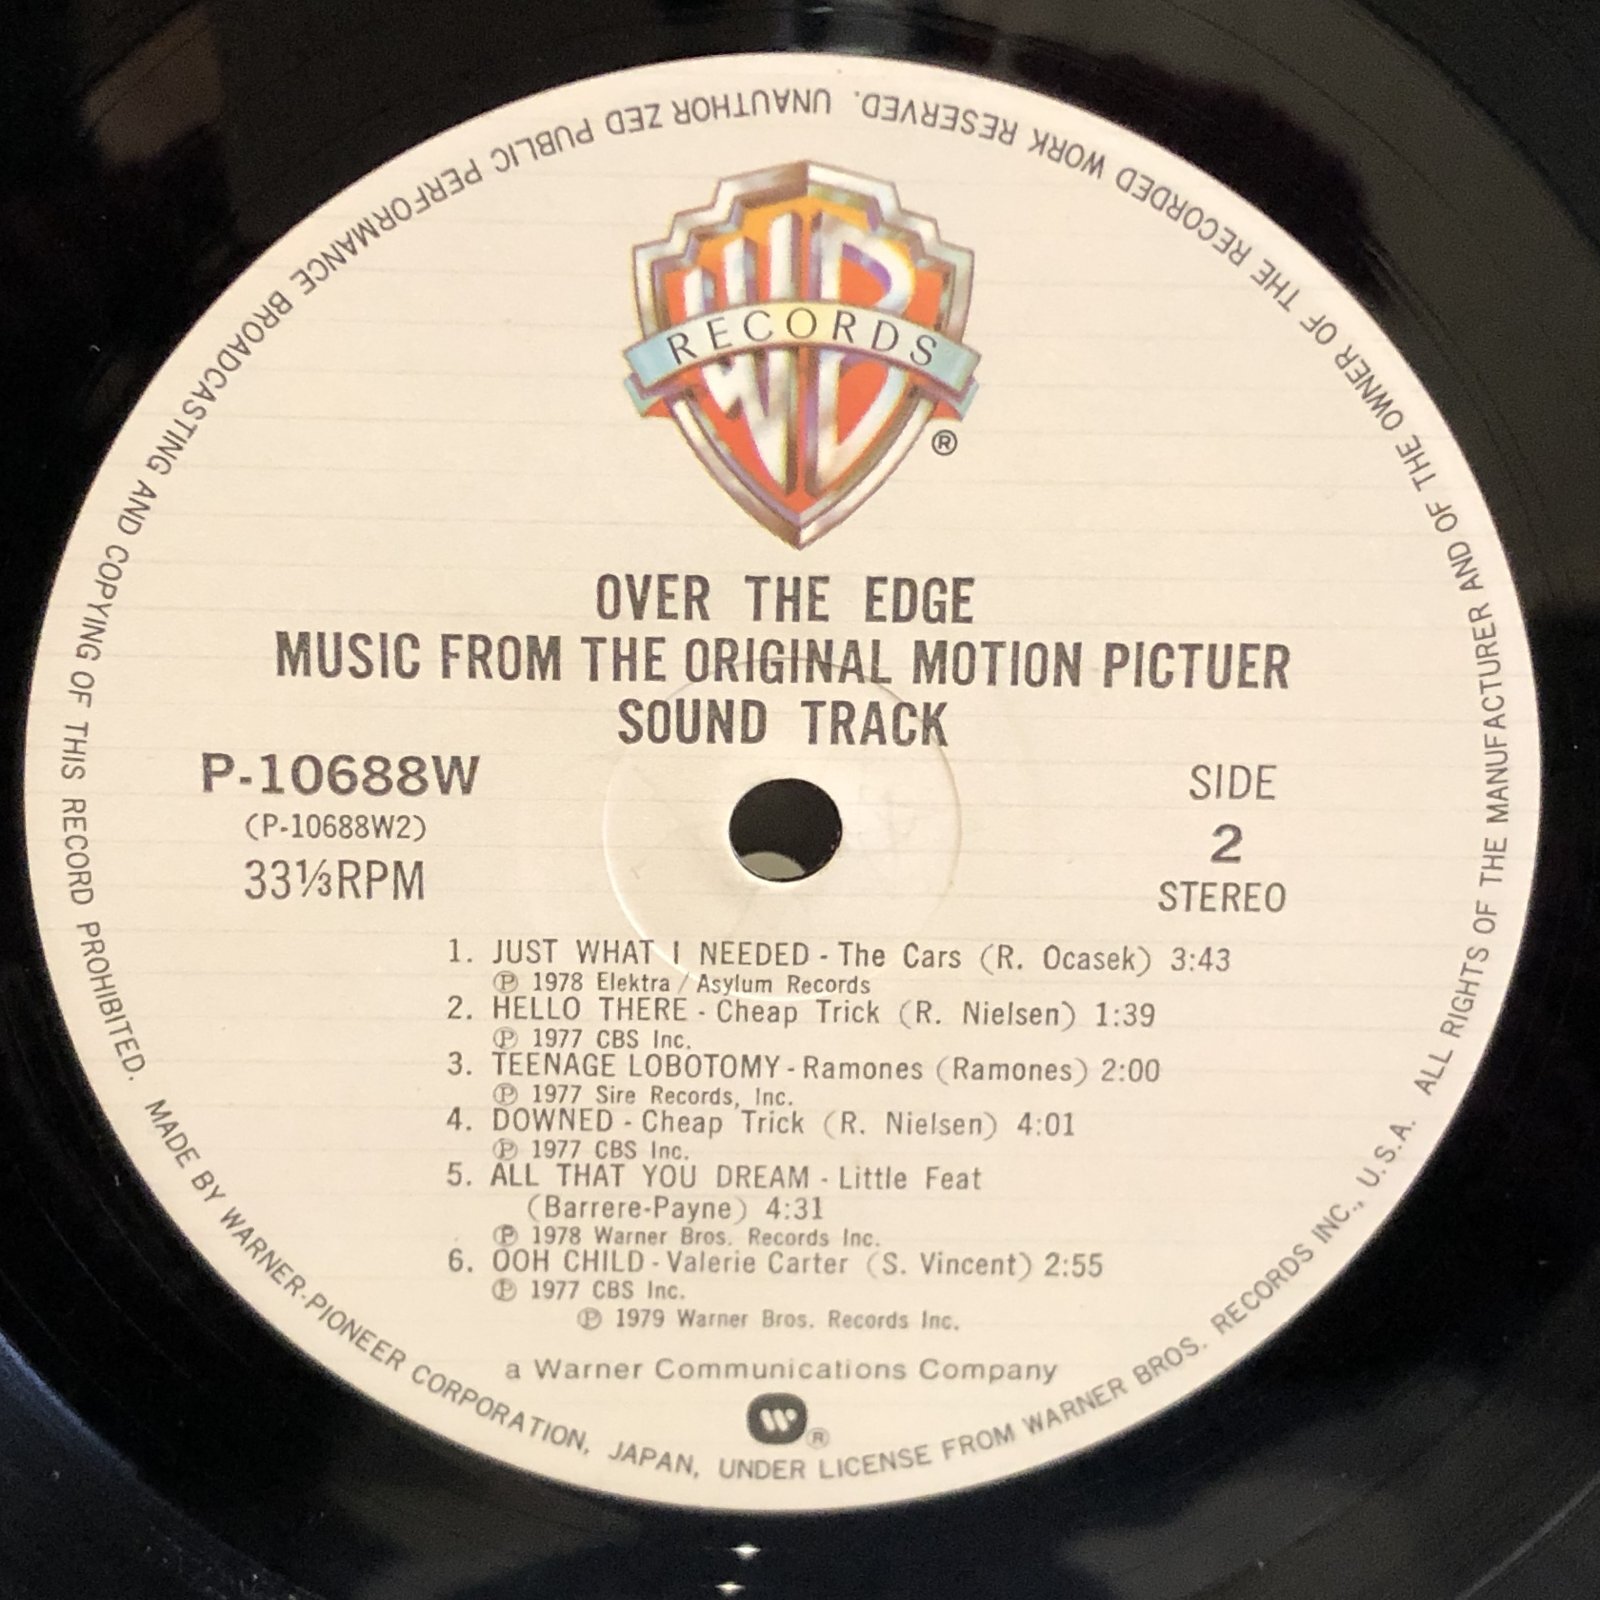 WB
RECORDS
®
OVER THE EDGE
MUSIC FROM THE ORIGINAL MOTION PICTUER
SOUND TRACK
P-10688W
(P-10688W2)
33⅓RPM
SIDE
2
STEREO
1. JUST WHAT I NEEDED - The Cars (R. Ocasek) 3:43
Ⓟ 1978 Elektra / Asylum Records
2. HELLO THERE - Cheap Trick (R. Nielsen) 1:39
Ⓟ 1977 CBS Inc.
3. TEENAGE LOBOTOMY - Ramones (Ramones) 2:00
Ⓟ 1977 Sire Records, Inc.
4. DOWNED - Cheap Trick (R. Nielsen) 4:01
Ⓟ 1977 CBS Inc.
5. ALL THAT YOU DREAM - Little Feat
(Barrere-Payne) 4:31
Ⓟ 1978 Warner Bros. Records Inc.
6. OOH CHILD - Valerie Carter (S. Vincent) 2:55
Ⓟ 1977 CBS Inc.
Ⓟ 1979 Warner Bros. Records Inc.
a Warner Communications Company
W ®
MADE BY WARNER-PIONEER CORPORATION, JAPAN, UNDER LICENSE FROM WARNER BROS. RECORDS INC., U.S.A. ALL RIGHTS OF THE MANUFACTURER AND OF THE OWNER OF THE RECORDED WORK RESERVED. UNAUTHOR ZED PUBLIC PERFORMANCE BROADCASTING AND COPYING OF THIS RECORD PROHIBITED.